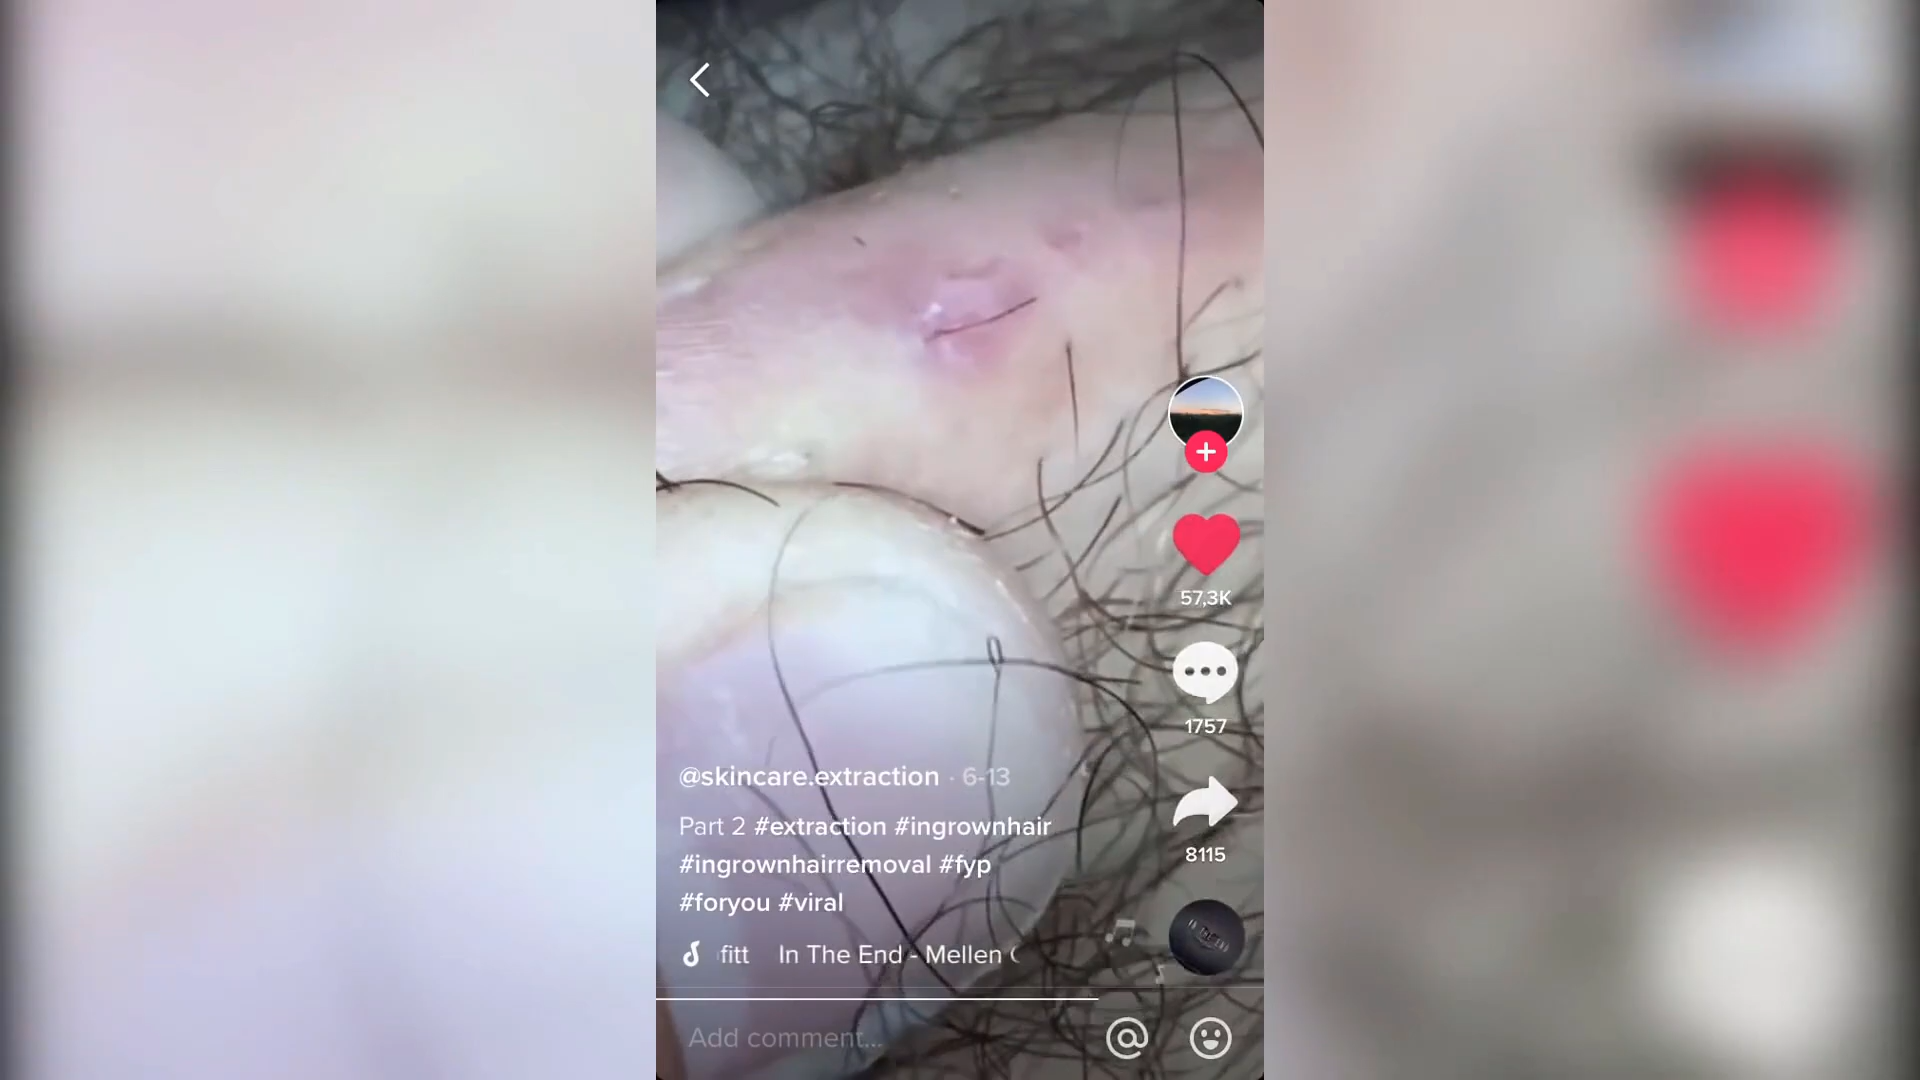 57,3K
1757
@skincare.extraction · 6-13
Part 2 #extraction #ingrownhair
#ingrownhairremoval #fyp
#foryou #viral
8115
fitt In The End - Mellen
Add comment...